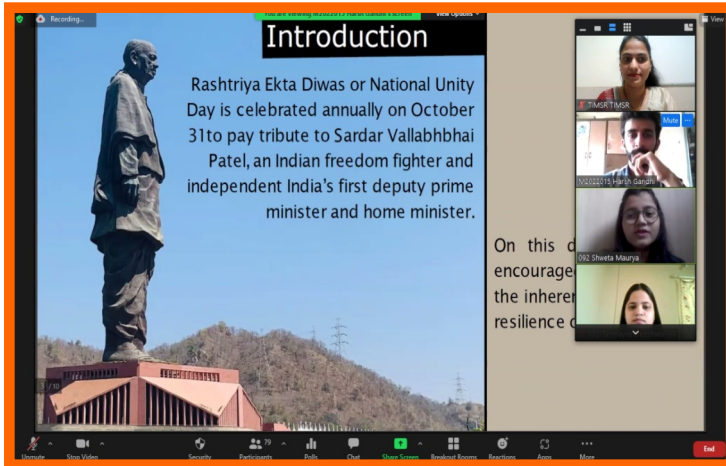 Recording...
You are viewing M2022015 Harsh Gandhi's screen
View Options
View
Introduction
Rashtriya Ekta Diwas or National Unity
Day is celebrated annually on October
31to pay tribute to Sardar Vallabhbhai
Patel, an Indian freedom fighter and
independent India's first deputy prime
minister and home minister.
On this d
encouraged
the inheren
resilience o
TIMSR TIMSR
Mute ...
M2022015 Harsh Gandhi
092 Shweta Maurya
3 / 10
Unmute
Stop Video
Security
79
Participants
Polls
Chat
Share Screen
Breakout Rooms
Reactions
Apps
More
End